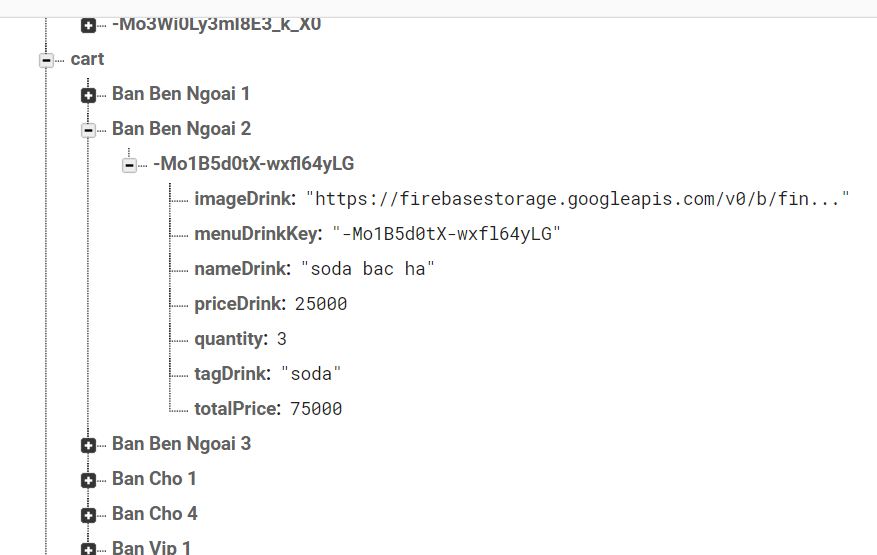 -Mo3Wi0Ly3mI8E3_k_X0
cart
Ban Ben Ngoai 1
Ban Ben Ngoai 2
-Mo1B5d0tX-wxfl64yLG
imageDrink: "https://firebasestorage.googleapis.com/v0/b/fin..."
menuDrinkKey: "-Mo1B5d0tX-wxfl64yLG"
nameDrink: "soda bac ha"
priceDrink: 25000
quantity: 3
tagDrink: "soda"
totalPrice: 75000
Ban Ben Ngoai 3
Ban Cho 1
Ban Cho 4
Ban Vip 1